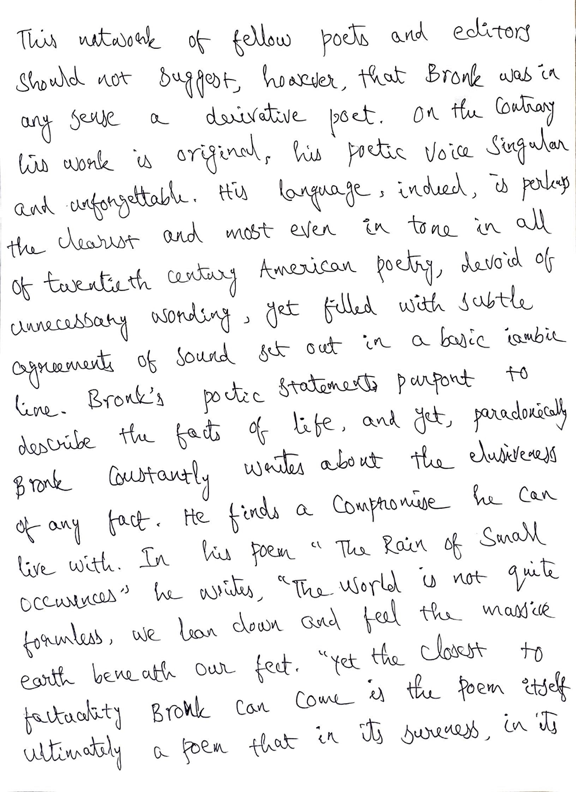 This network of fellow poets and editors
should not suggest, however, that Bronk was in
any sense a derivative poet. On the Contrary
his work is original, his poetic voice Singular
and unforgettable. His language, indeed, is perhaps
the clearest and most even in tone in all
of twentieth century American poetry, devoid of
unnecessary wording, yet filled with subtle
agreements of sound set out in a basic iambic
line. Bronk's poetic statements purport to
describe the facts of life, and yet, paradoxically
Bronk Constantly writes about the elusiveness
of any fact. He finds a Compromise he can
live with. In his poem "The Rain of Small
occurences" he writes, "The World is not quite
formless, we lean down and feel the massive
earth beneath our feet. "Yet the closest to
factuality Bronk can come is the poem itself
ultimately a poem that in its sureness, in its